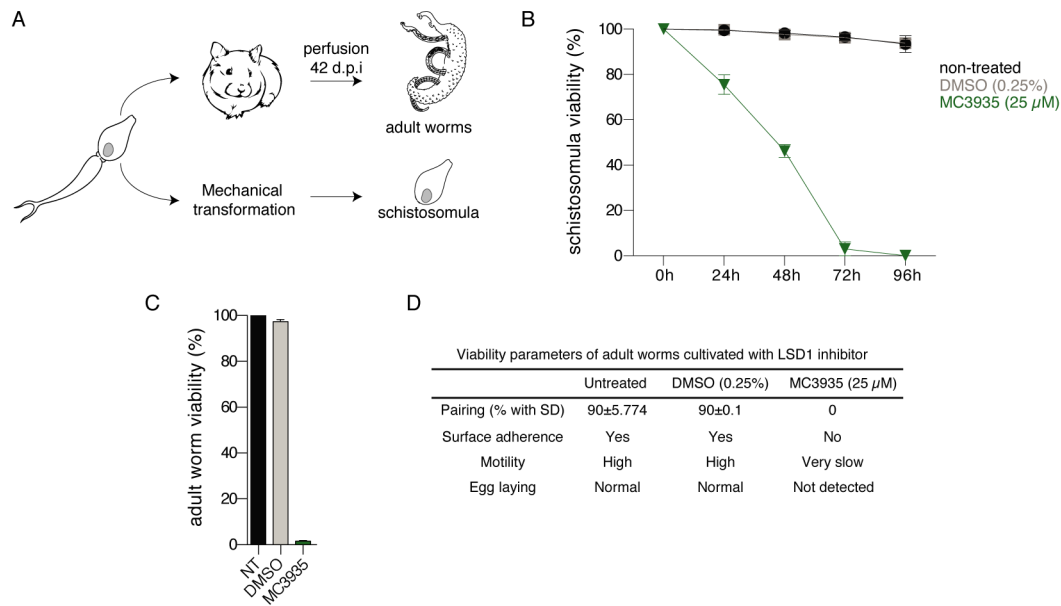 A
perfusion
42 d.p.i
adult worms
Mechanical
transformation
schistosomula
B
schistosomula viability (%)
100
80
60
40
20
0
0h 24h 48h 72h 96h
non-treated
DMSO (0.25%)
MC3935 (25 µM)
C
adult worm viability (%)
100
80
60
40
20
0
NT
DMSO
MC3935
D
Viability parameters of adult worms cultivated with LSD1 inhibitor
Untreated DMSO (0.25%) MC3935 (25 µM)
Pairing (% with SD) 90±5.774 90±0.1 0
Surface adherence Yes Yes No
Motility High High Very slow
Egg laying Normal Normal Not detected